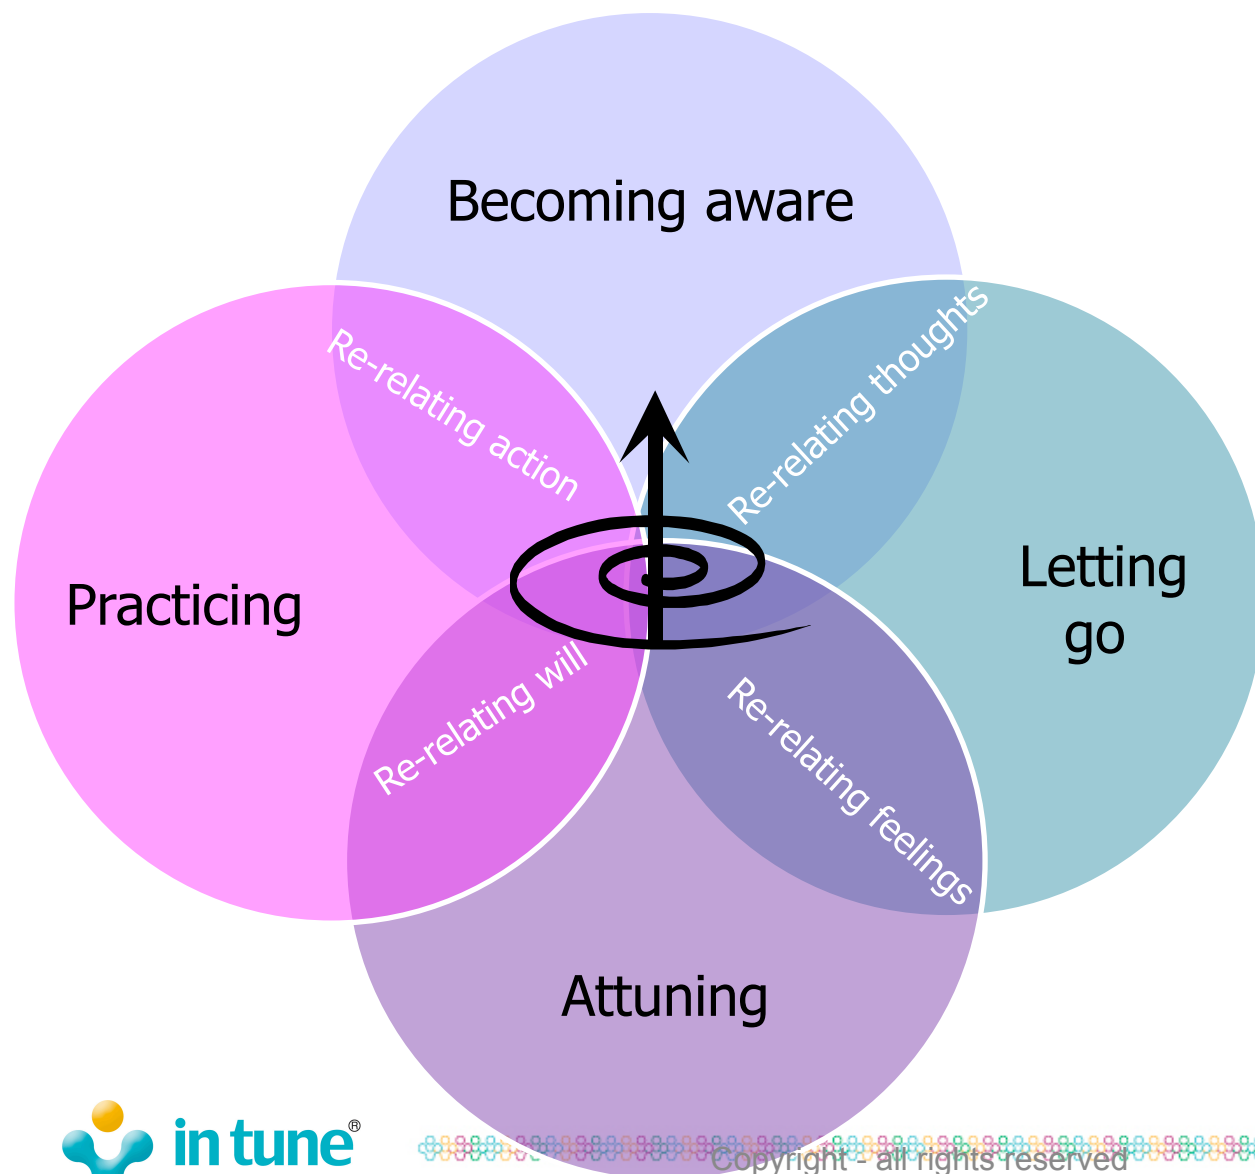 Becoming aware
Re-relating action
Re-relating thoughts
Practicing
Letting
go
Re-relating will
Re-relating feelings
Attuning
in tune®
Copyright - all rights reserved